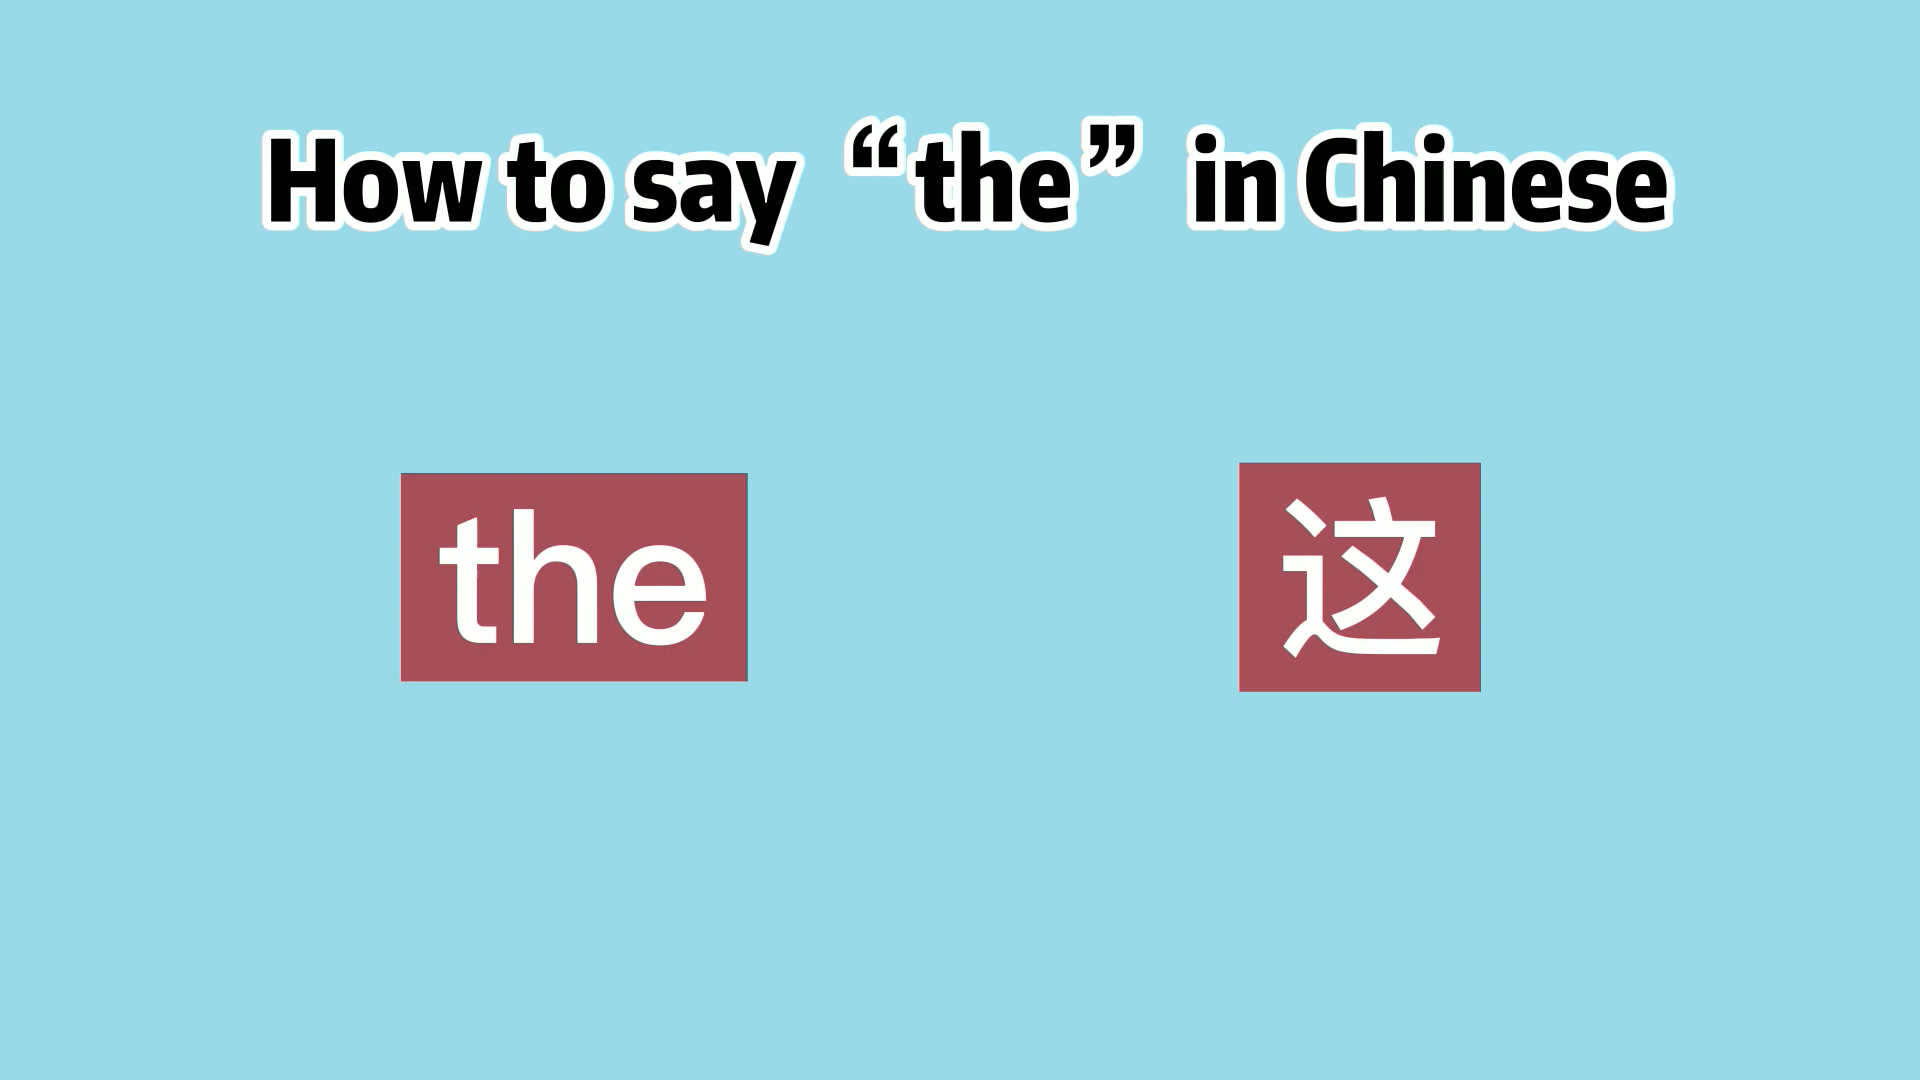 How to say “the” in Chinese
the
这